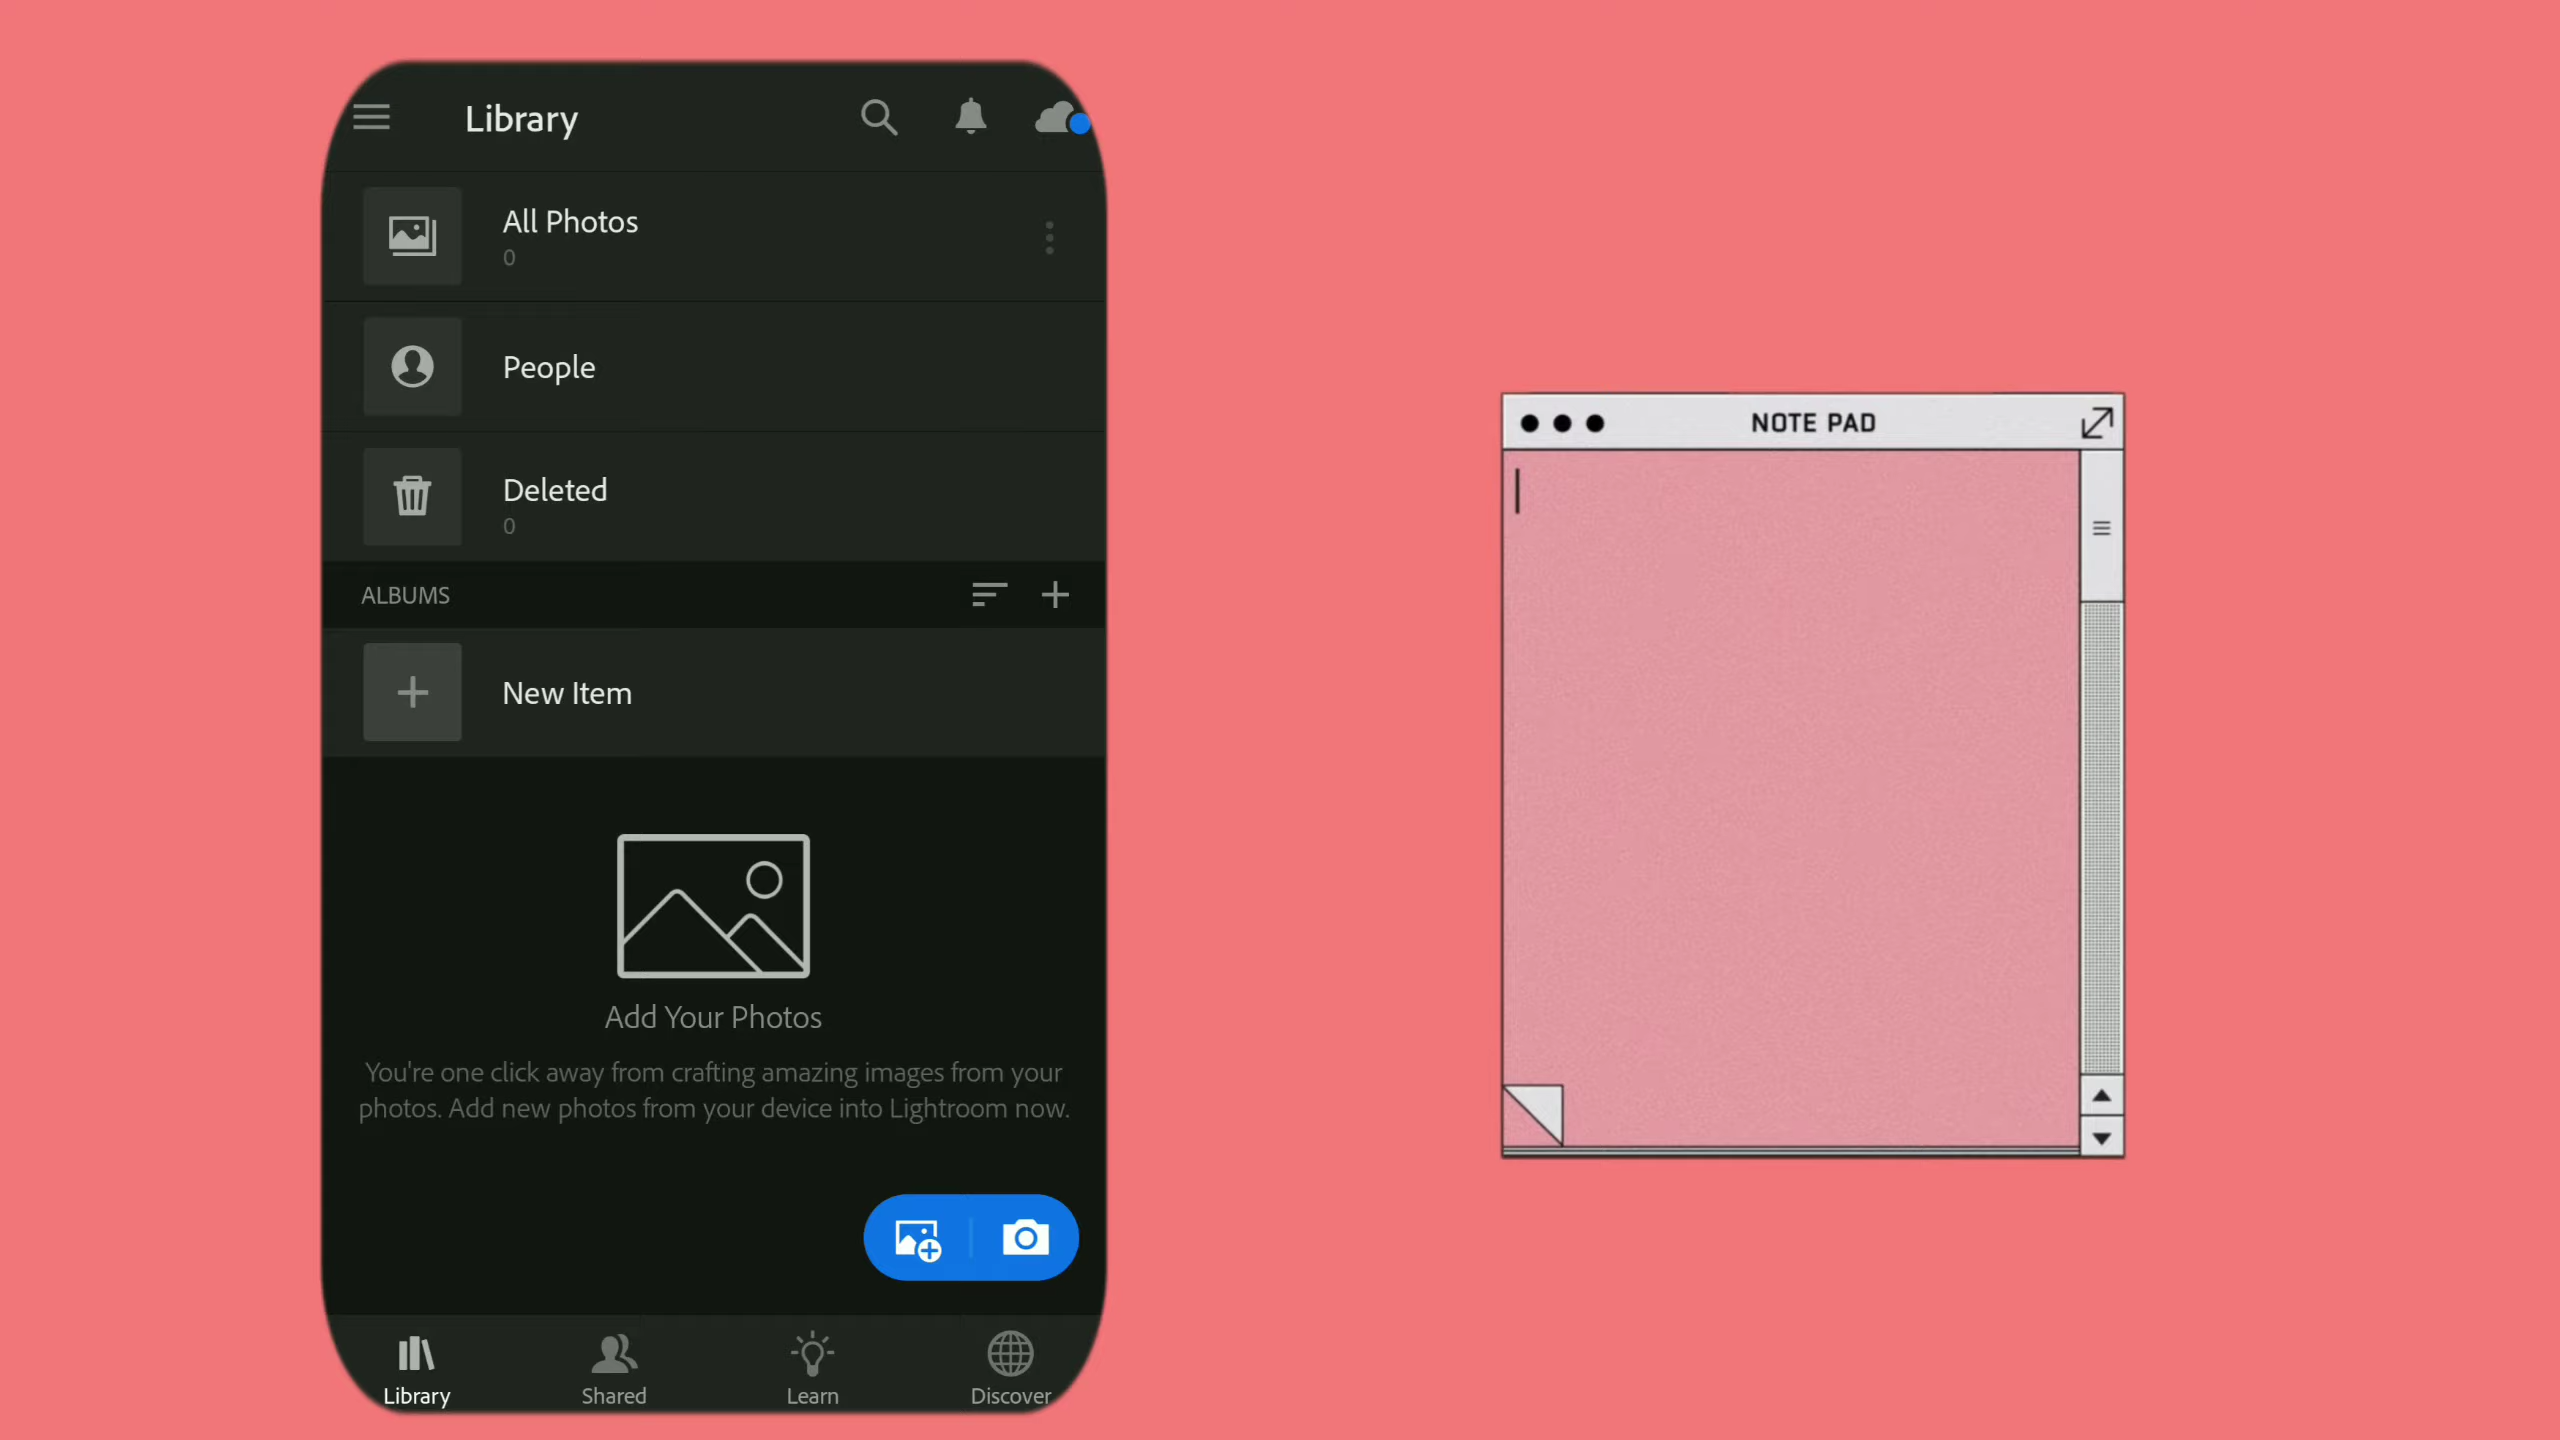 Library
All Photos
0
People
Deleted
0
ALBUMS
New Item
Add Your Photos
You're one click away from crafting amazing images from your
photos. Add new photos from your device into Lightroom now.
Library
Shared
Learn
Discover
NOTE PAD